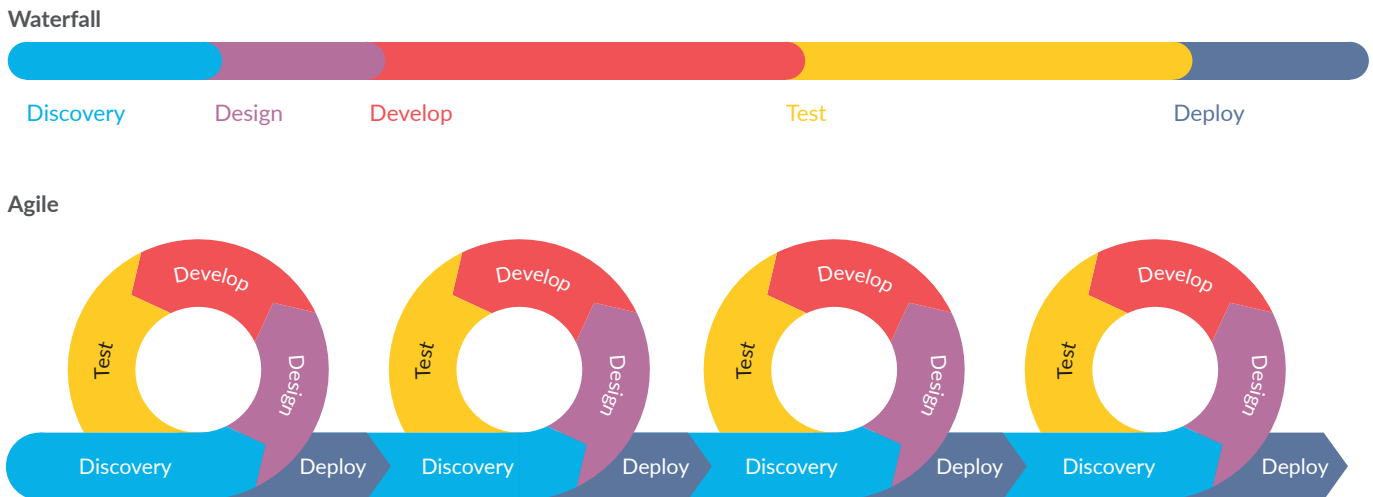 Waterfall
Discovery Design Develop Test Deploy
Agile
Develop Develop Develop Develop
Test Design Test Design Test Design Test Design
Discovery Deploy Discovery Deploy Discovery Deploy Discovery Deploy